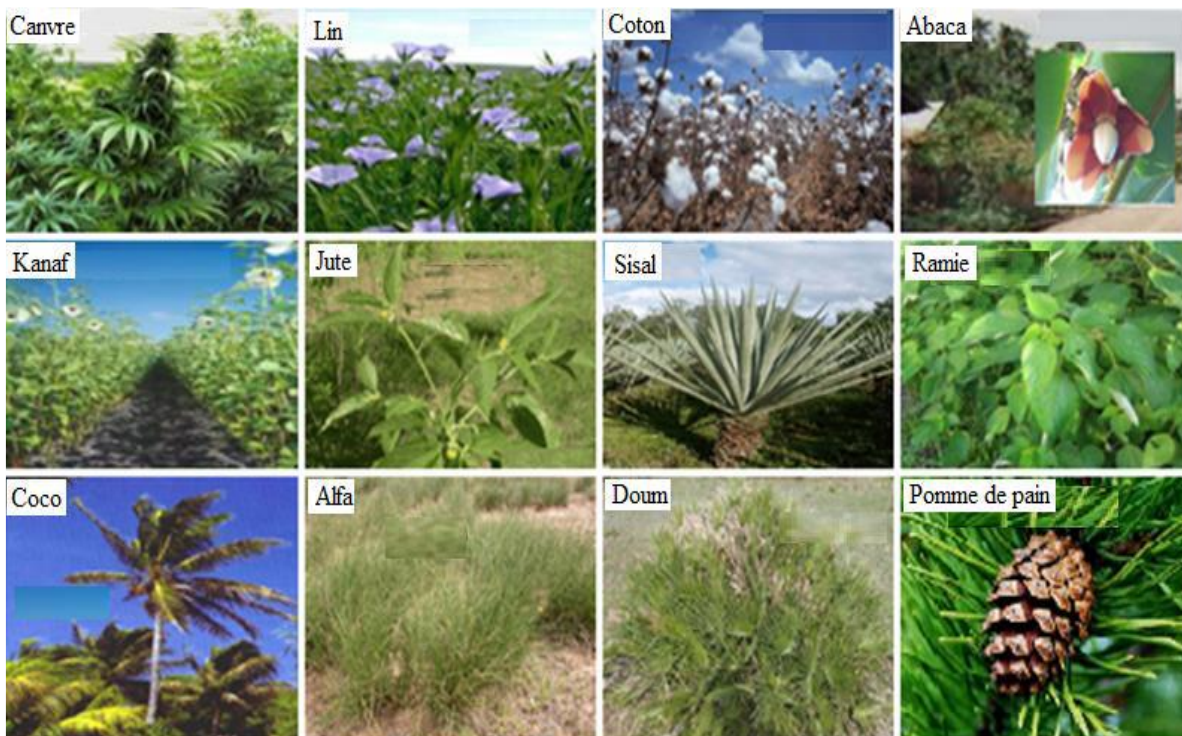 Canvre
Lin
Coton
Abaca
Kanaf
Jute
Sisal
Ramie
Coco
Alfa
Doum
Pomme de pain